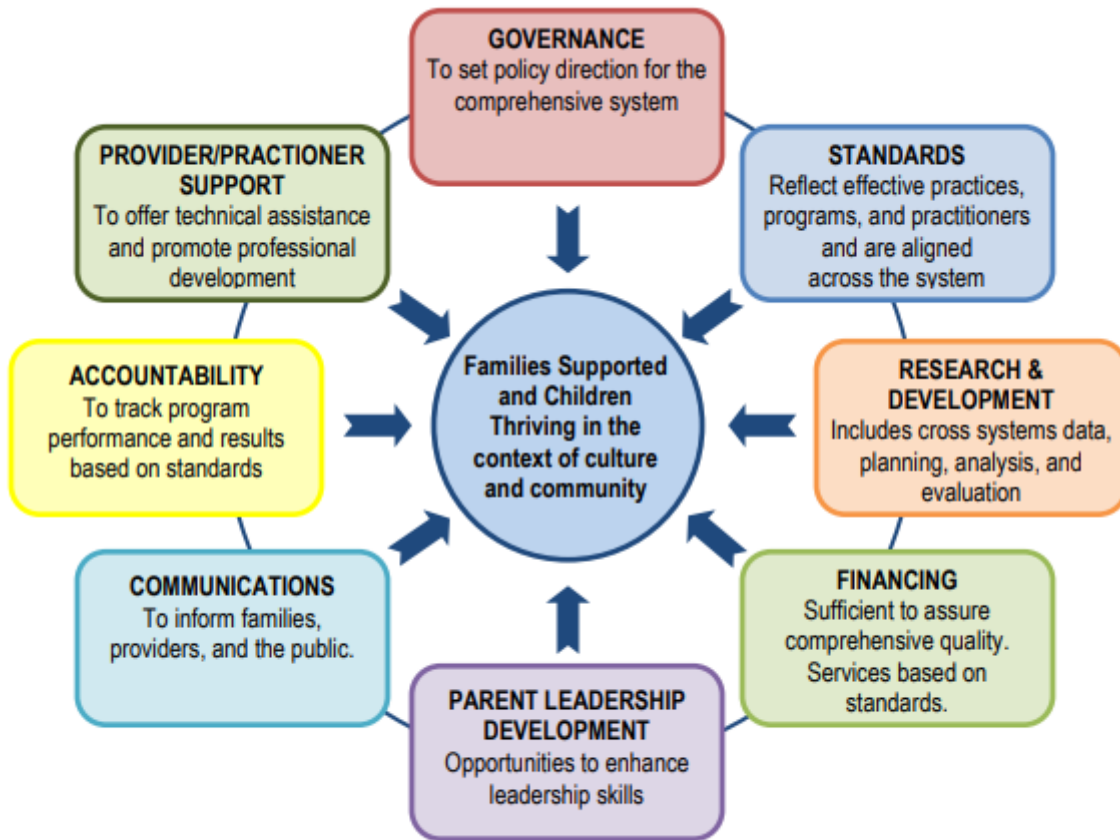 GOVERNANCE
To set policy direction for the
comprehensive system
PROVIDER/PRACTIONER
SUPPORT
To offer technical assistance
and promote professional
development
STANDARDS
Reflect effective practices,
programs, and practitioners
and are aligned
across the system
ACCOUNTABILITY
To track program
performance and results
based on standards
Families Supported
and Children
Thriving in the
context of culture
and community
RESEARCH &
DEVELOPMENT
Includes cross systems data,
planning, analysis, and
evaluation
COMMUNICATIONS
To inform families,
providers, and the public.
FINANCING
Sufficient to assure
comprehensive quality.
Services based on
standards.
PARENT LEADERSHIP
DEVELOPMENT
Opportunities to enhance
leadership skills